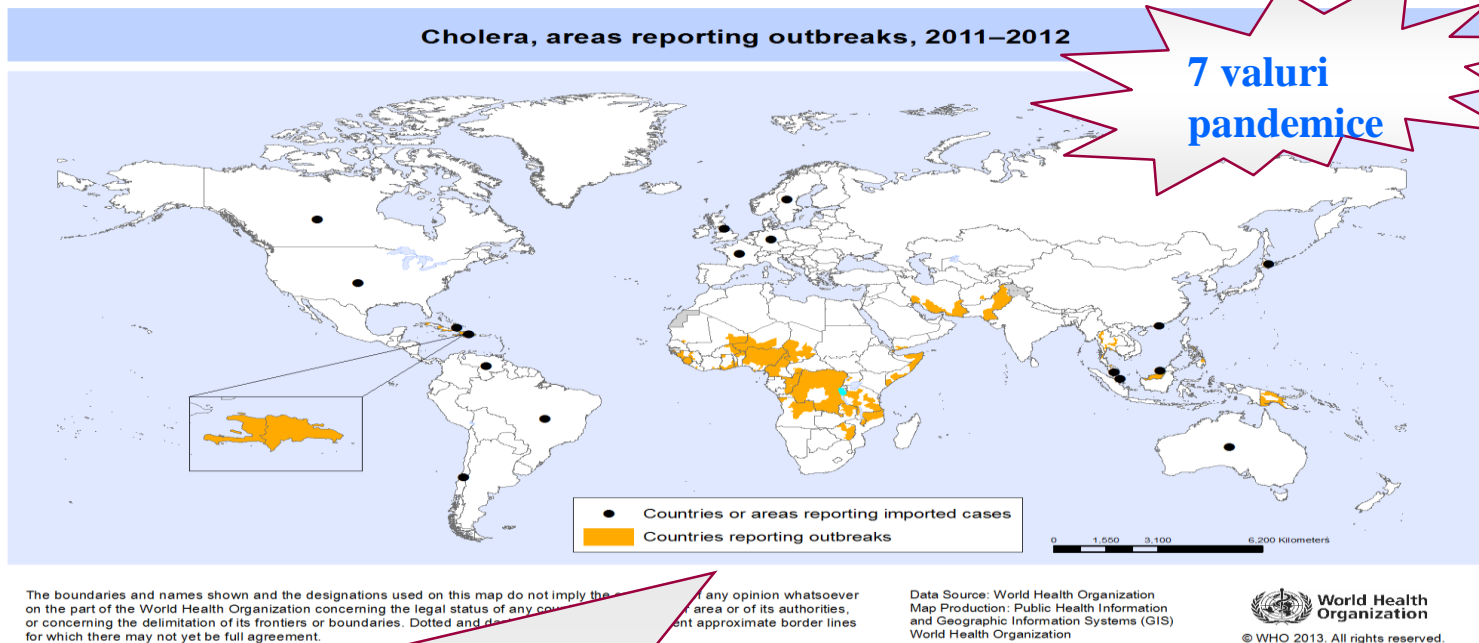 Cholera, areas reporting outbreaks, 2011–2012
7 valuri
pandemice
Countries or areas reporting imported cases
Countries reporting outbreaks
0 1,550 3,100 6,200 Kilometers
The boundaries and names shown and the designations used on this map do not imply the any opinion whatsoever
on the part of the World Health Organization concerning the legal status of any area or of its authorities,
or concerning the delimitation of its frontiers or boundaries. Dotted and approximate border lines
for which there may not yet be full agreement.
Data Source: World Health Organization
Map Production: Public Health Information
and Geographic Information Systems (GIS)
World Health Organization
World Health
Organization
© WHO 2013. All rights reserved.